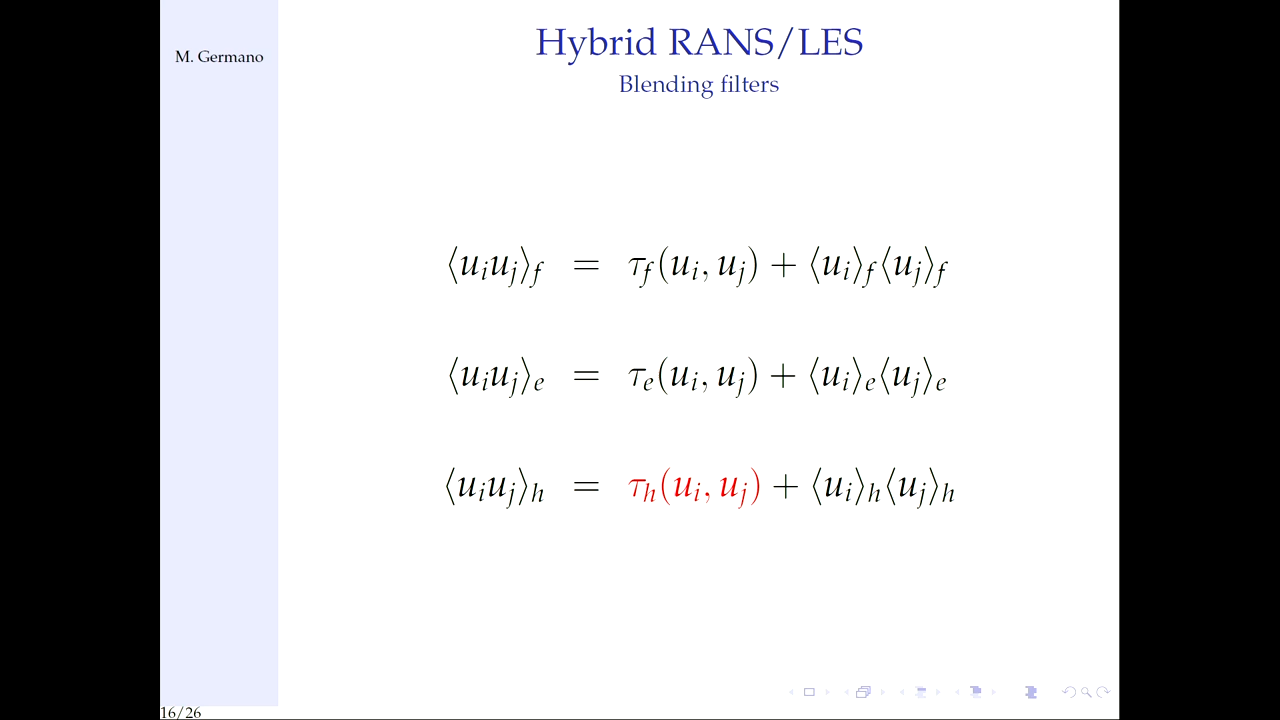 M. Germano
Hybrid RANS/LES
Blending filters
⟨u_i u_j⟩_f = τ_f(u_i, u_j) + ⟨u_i⟩_f⟨u_j⟩_f
⟨u_i u_j⟩_e = τ_e(u_i, u_j) + ⟨u_i⟩_e⟨u_j⟩_e
⟨u_i u_j⟩_h = τ_h(u_i, u_j) + ⟨u_i⟩_h⟨u_j⟩_h
16/26